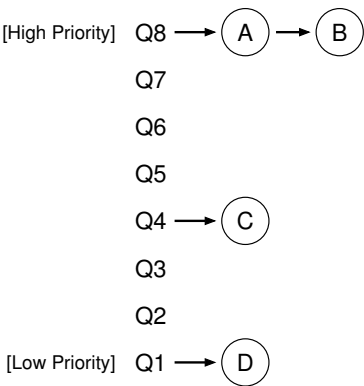 [High Priority] Q8 A B
Q7
Q6
Q5
Q4 C
Q3
Q2
[Low Priority] Q1 D